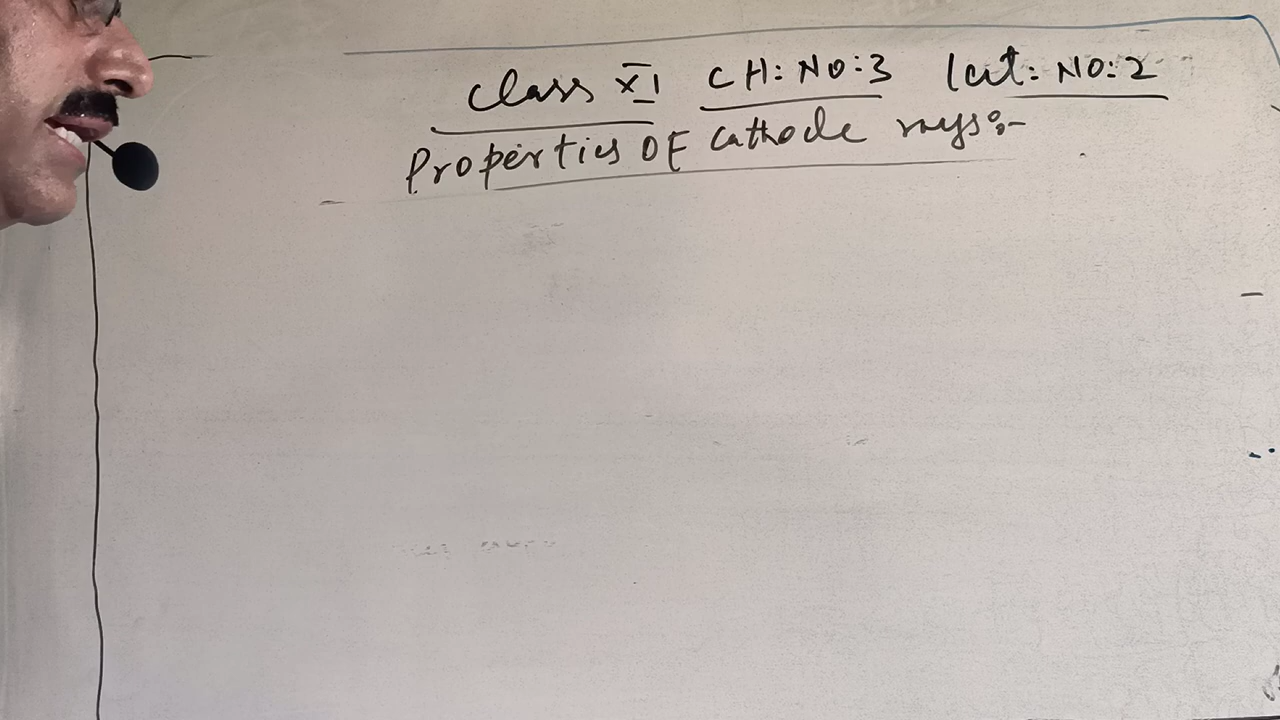 Class XI CH: NO:3 lect: NO:2
Properties OF Cathode rays:-